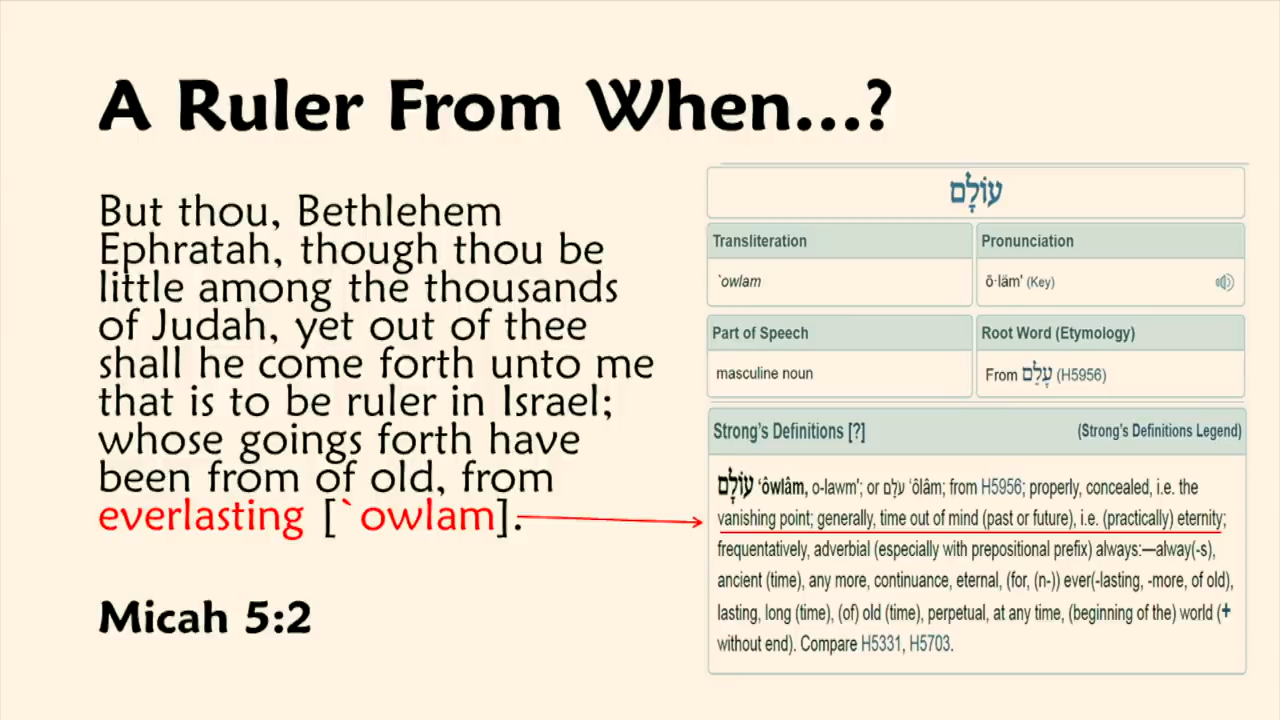 A Ruler From When...?
But thou, Bethlehem
Ephratah, though thou be
little among the thousands
of Judah, yet out of thee
shall he come forth unto me
that is to be ruler in Israel;
whose goings forth have
been from of old, from
everlasting [`owlam].
Micah 5:2
עוֹלָם
Transliteration
`owlam
Pronunciation
ō·läm' (Key)
Part of Speech
masculine noun
Root Word (Etymology)
From עָלַם (H5956)
Strong's Definitions [?]
(Strong's Definitions Legend)
עוֹלָם ʻôwlâm, o-lawm'; or עֹלָם ʻôlâm; from H5956; properly, concealed, i.e. the
vanishing point; generally, time out of mind (past or future), i.e. (practically) eternity;
frequentatively, adverbial (especially with prepositional prefix) always:—alway(-s),
ancient (time), any more, continuance, eternal, (for, (n-)) ever(-lasting, -more, of old),
lasting, long (time), (of) old (time), perpetual, at any time, (beginning of the) world (+
without end). Compare H5331, H5703.